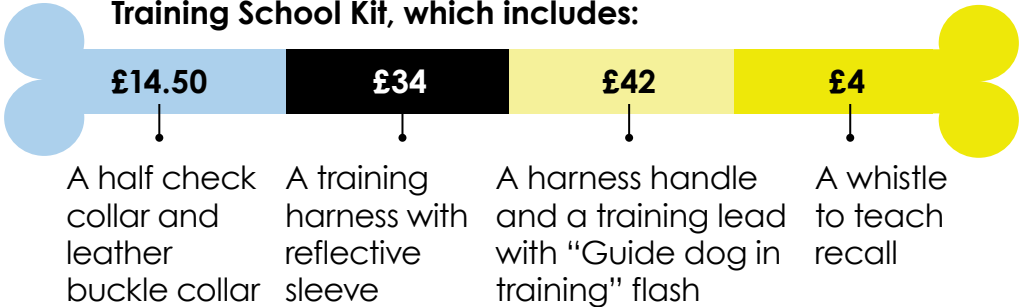 Training School Kit, which includes:
£14.50
£34
£42
£4
A half check
collar and
leather
buckle collar
A training
harness with
reflective
sleeve
A harness handle
and a training lead
with “Guide dog in
training” flash
A whistle
to teach
recall